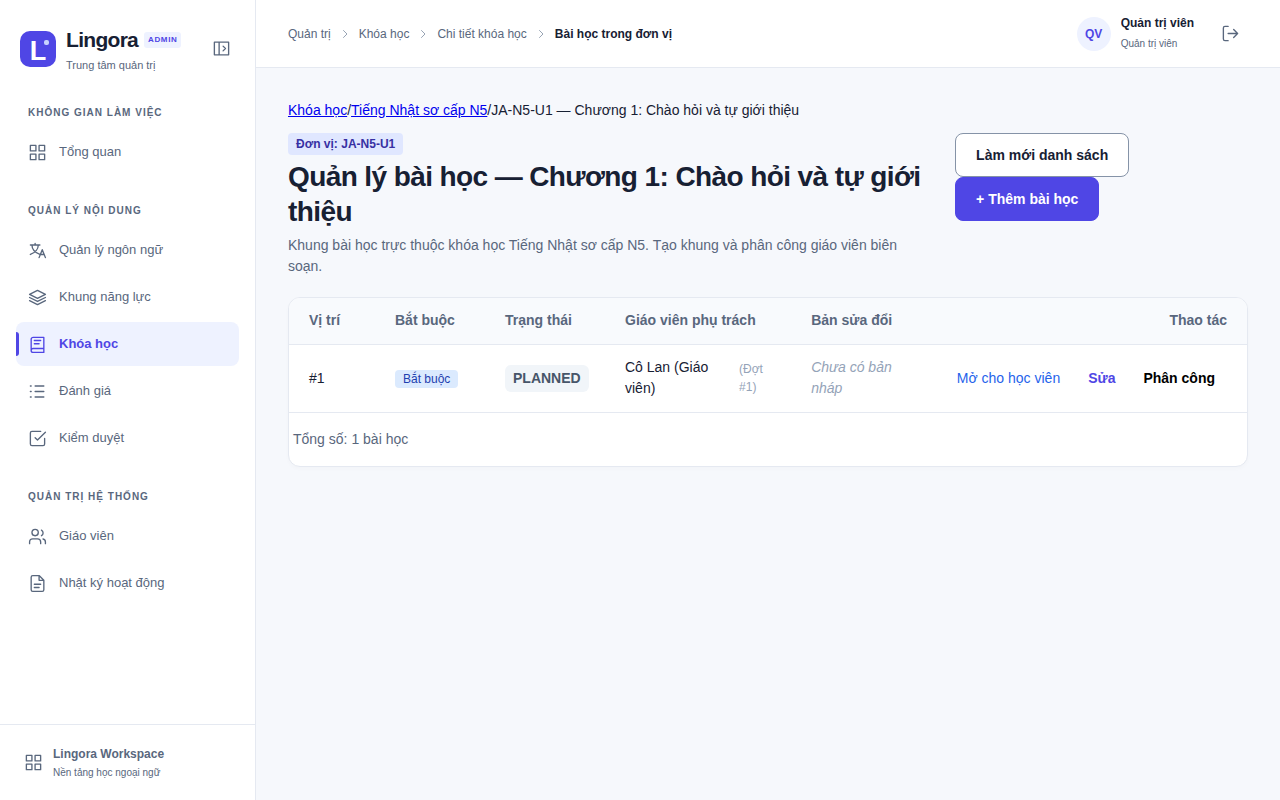 Lingora ADMIN
Trung tâm quản trị
KHÔNG GIAN LÀM VIỆC
Tổng quan
QUẢN LÝ NỘI DUNG
Quản lý ngôn ngữ
Khung năng lực
Khóa học
Đánh giá
Kiểm duyệt
QUẢN TRỊ HỆ THỐNG
Giáo viên
Nhật ký hoạt động
Lingora Workspace
Nền tảng học ngoại ngữ
Quản trị > Khóa học > Chi tiết khóa học > Bài học trong đơn vị
QV
Quản trị viên
Quản trị viên
Khóa học/Tiếng Nhật sơ cấp N5/JA-N5-U1 — Chương 1: Chào hỏi và tự giới thiệu
Đơn vị: JA-N5-U1
Quản lý bài học — Chương 1: Chào hỏi và tự giới
thiệu
Khung bài học trực thuộc khóa học Tiếng Nhật sơ cấp N5. Tạo khung và phân công giáo viên biên
soạn.
Làm mới danh sách
+ Thêm bài học
Vị trí Bắt buộc Trạng thái Giáo viên phụ trách Bản sửa đổi Thao tác
#1 Bắt buộc PLANNED Cô Lan (Giáo
viên) (Đợt
#1) Chưa có bản
nháp Mở cho học viên Sửa Phân công
Tổng số: 1 bài học